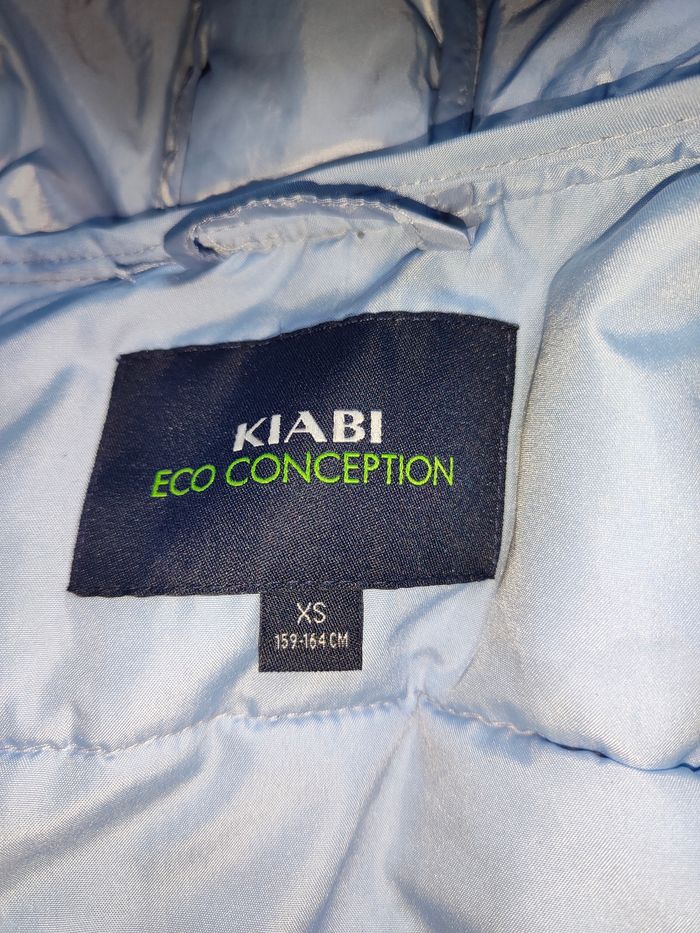 KIABI
ECO CONCEPTION
XS
159-164 CM